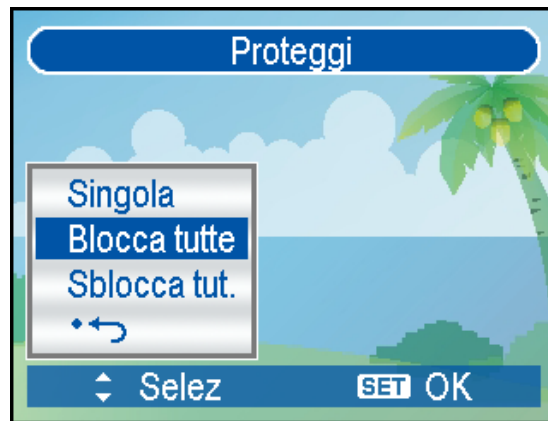 Proteggi
Singola
Blocca tutte
Sblocca tut.
Selez SET OK